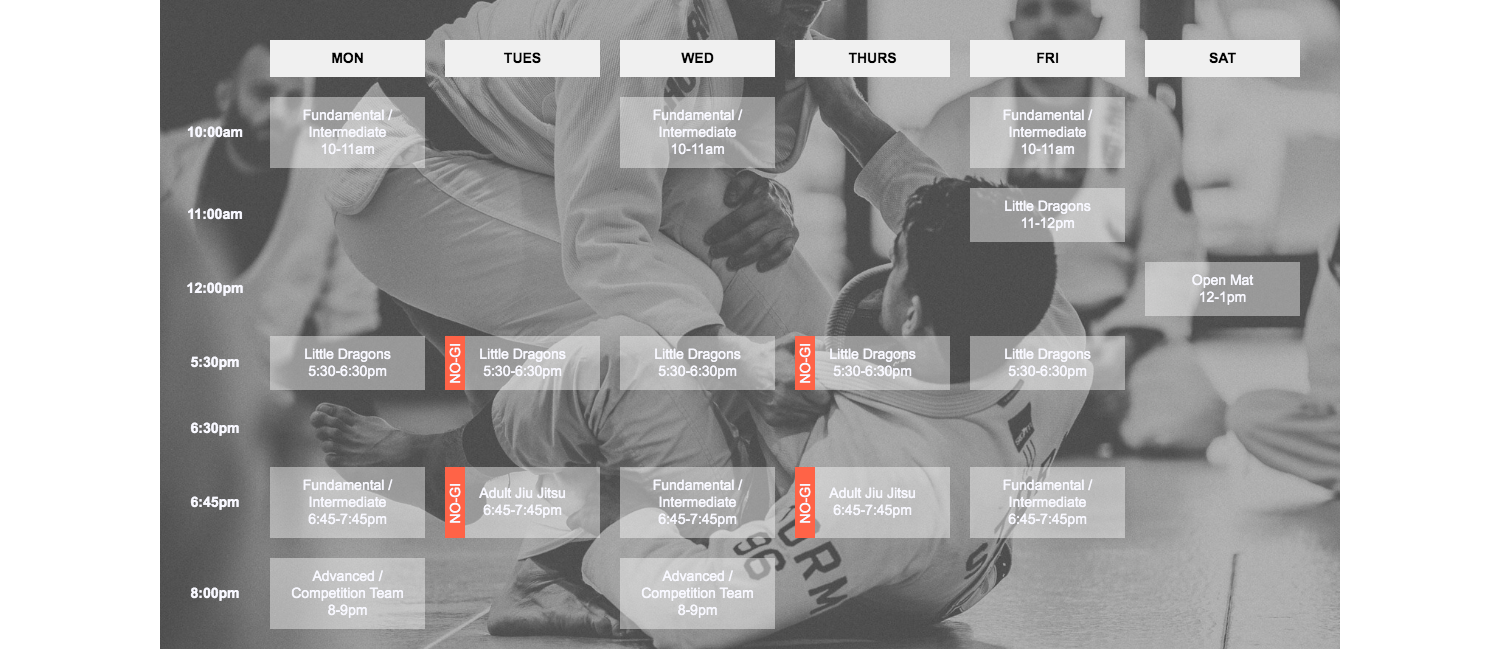 MON
TUES
WED
THURS
FRI
SAT
10:00am
Fundamental /
Intermediate
10-11am
Fundamental /
Intermediate
10-11am
Fundamental /
Intermediate
10-11am
11:00am
Little Dragons
11-12pm
12:00pm
Open Mat
12-1pm
5:30pm
Little Dragons
5:30-6:30pm
NO-GI
Little Dragons
5:30-6:30pm
Little Dragons
5:30-6:30pm
NO-GI
Little Dragons
5:30-6:30pm
Little Dragons
5:30-6:30pm
6:30pm
6:45pm
Fundamental /
Intermediate
6:45-7:45pm
NO-GI
Adult Jiu Jitsu
6:45-7:45pm
Fundamental /
Intermediate
6:45-7:45pm
NO-GI
Adult Jiu Jitsu
6:45-7:45pm
Fundamental /
Intermediate
6:45-7:45pm
8:00pm
Advanced /
Competition Team
8-9pm
Advanced /
Competition Team
8-9pm
96